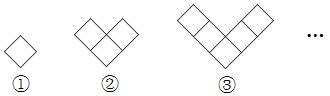 ① ② ③ …